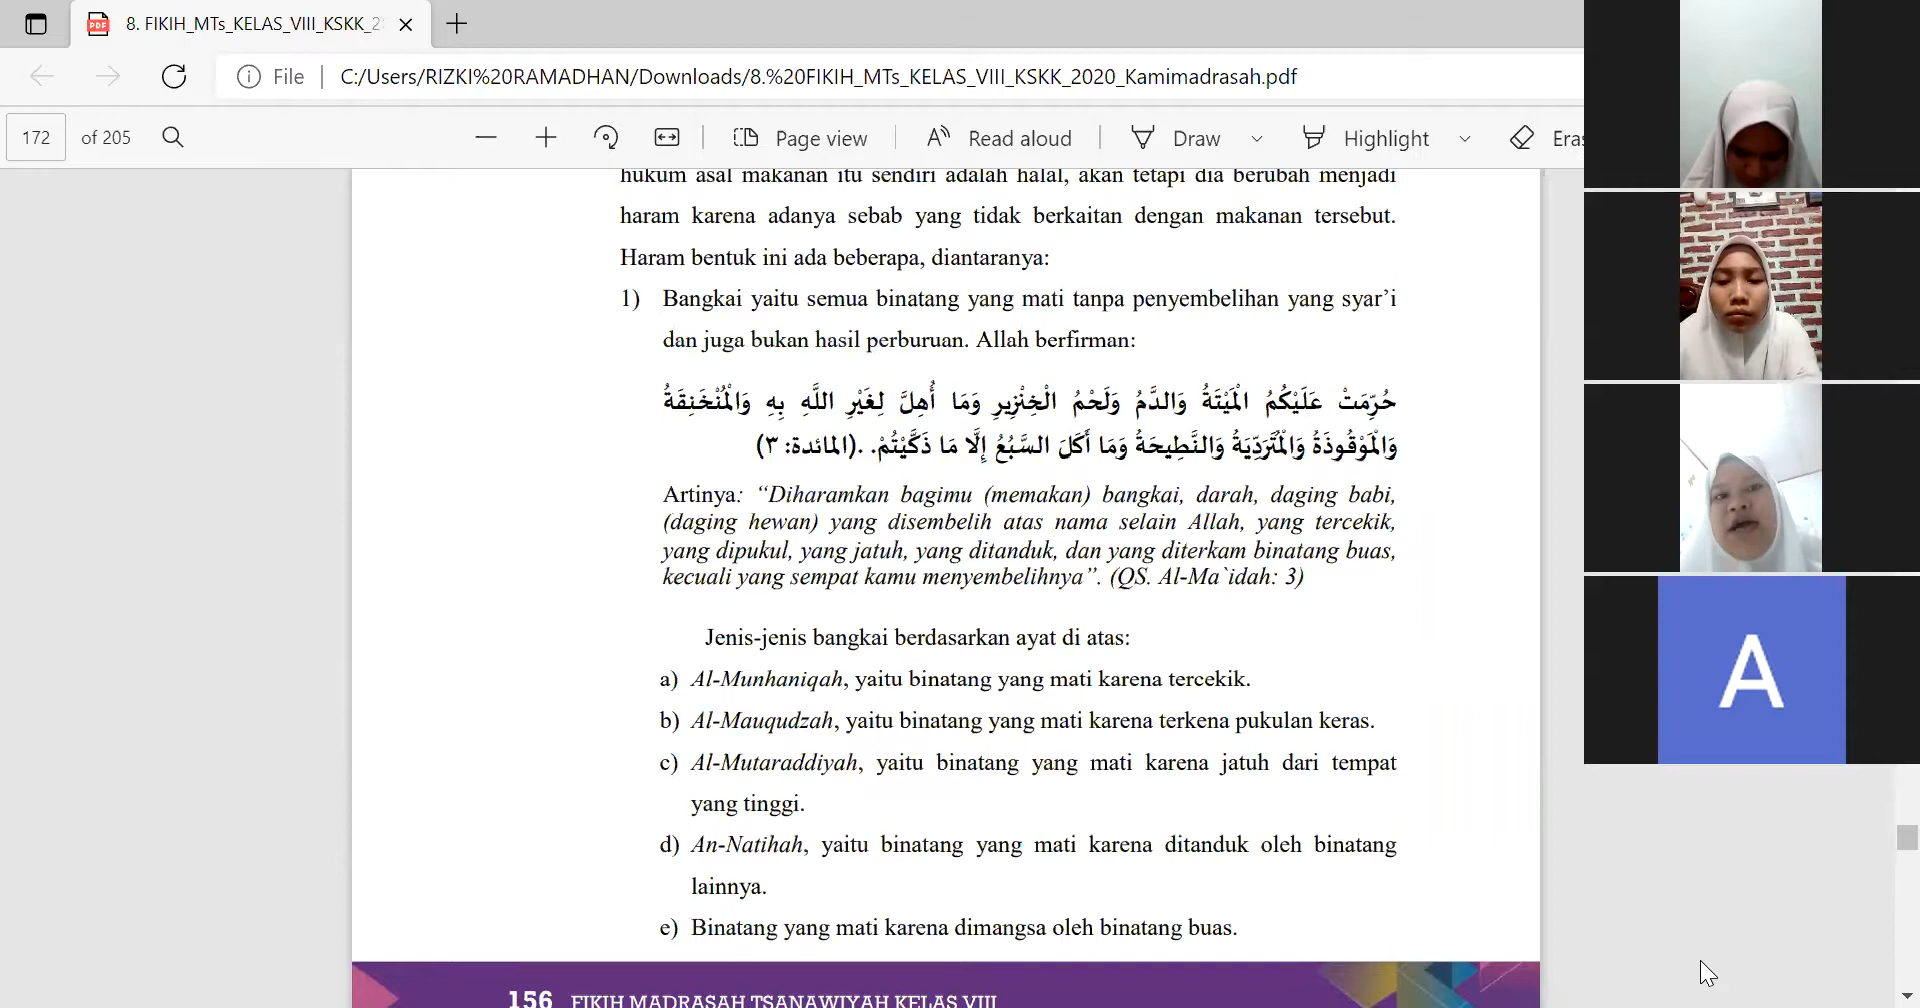 8. FIKIH_MTs_KELAS_VIII_KSKK_2
File
C:/Users/RIZKI%20RAMADHAN/Downloads/8.%20FIKIH_MTs_KELAS_VIII_KSKK_2020_Kamimadrasah.pdf
172 of 205 Page view Read aloud Draw Highlight Eras
hukum asal makanan itu sendiri adalah halal, akan tetapi dia berubah menjadi
haram karena adanya sebab yang tidak berkaitan dengan makanan tersebut.
Haram bentuk ini ada beberapa, diantaranya:
1) Bangkai yaitu semua binatang yang mati tanpa penyembelihan yang syar’i
dan juga bukan hasil perburuan. Allah berfirman:
حُرِّمَتْ عَلَيْكُمُ الْمَيْتَةُ وَالدَّمُ وَلَحْمُ الْخِنْزِيرِ وَمَا أُهِلَّ لِغَيْرِ اللَّهِ بِهِ وَالْمُنْخَنِقَةُ
وَالْمَوْقُوذَةُ وَالْمُتَرَدِّيَةُ وَالنَّطِيحَةُ وَمَا أَكَلَ السَّبُعُ إِلَّا مَا ذَكَّيْتُمْ. .(المائدة: ٣)
Artinya: “Diharamkan bagimu (memakan) bangkai, darah, daging babi,
(daging hewan) yang disembelih atas nama selain Allah, yang tercekik,
yang dipukul, yang jatuh, yang ditanduk, dan yang diterkam binatang buas,
kecuali yang sempat kamu menyembelihnya”. (QS. Al-Ma`idah: 3)
Jenis-jenis bangkai berdasarkan ayat di atas:
a) Al-Munhaniqah, yaitu binatang yang mati karena tercekik.
b) Al-Mauqudzah, yaitu binatang yang mati karena terkena pukulan keras.
c) Al-Mutaraddiyah, yaitu binatang yang mati karena jatuh dari tempat
yang tinggi.
d) An-Natihah, yaitu binatang yang mati karena ditanduk oleh binatang
lainnya.
e) Binatang yang mati karena dimangsa oleh binatang buas.
156 FIKIH MADRASAH TSANAWIYAH KELAS VIII
A